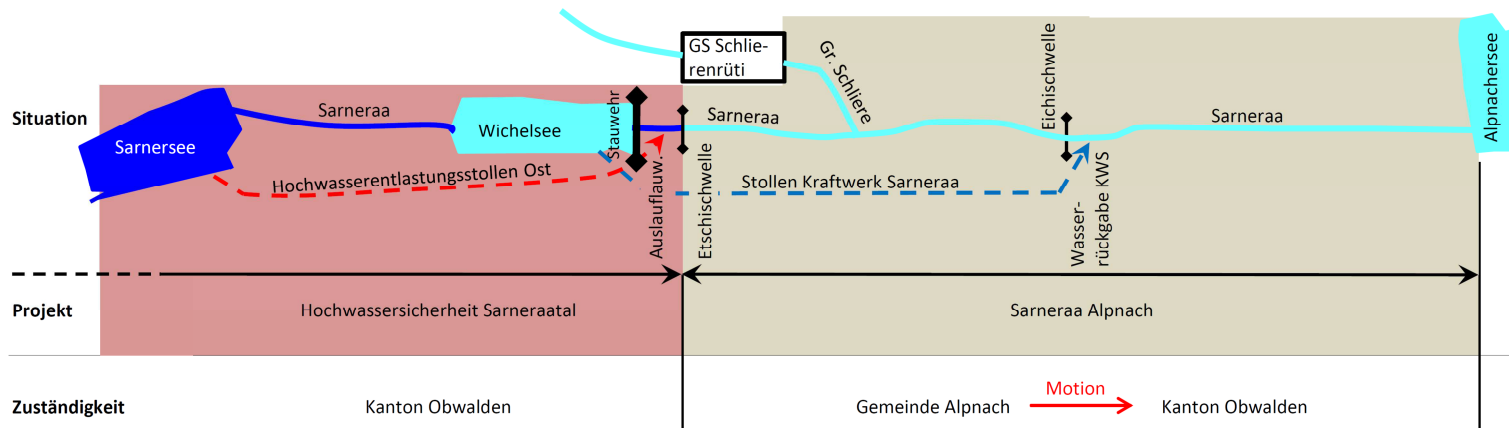 GS Schlie-
renrüti
Gr. Schliere
Alpnachersee
Situation
Sarneraa
Sarnersee
Wichelsee
Stauwehr
Sarneraa
Eichischwelle
Sarneraa
Hochwasserentlastungsstollen Ost
Auslauflauw.
Etschischwelle
Stollen Kraftwerk Sarneraa
Wasser-
rückgabe KWS
Projekt
Hochwassersicherheit Sarneraatal
Sarneraa Alpnach
Zuständigkeit
Kanton Obwalden
Gemeinde Alpnach
Motion
Kanton Obwalden